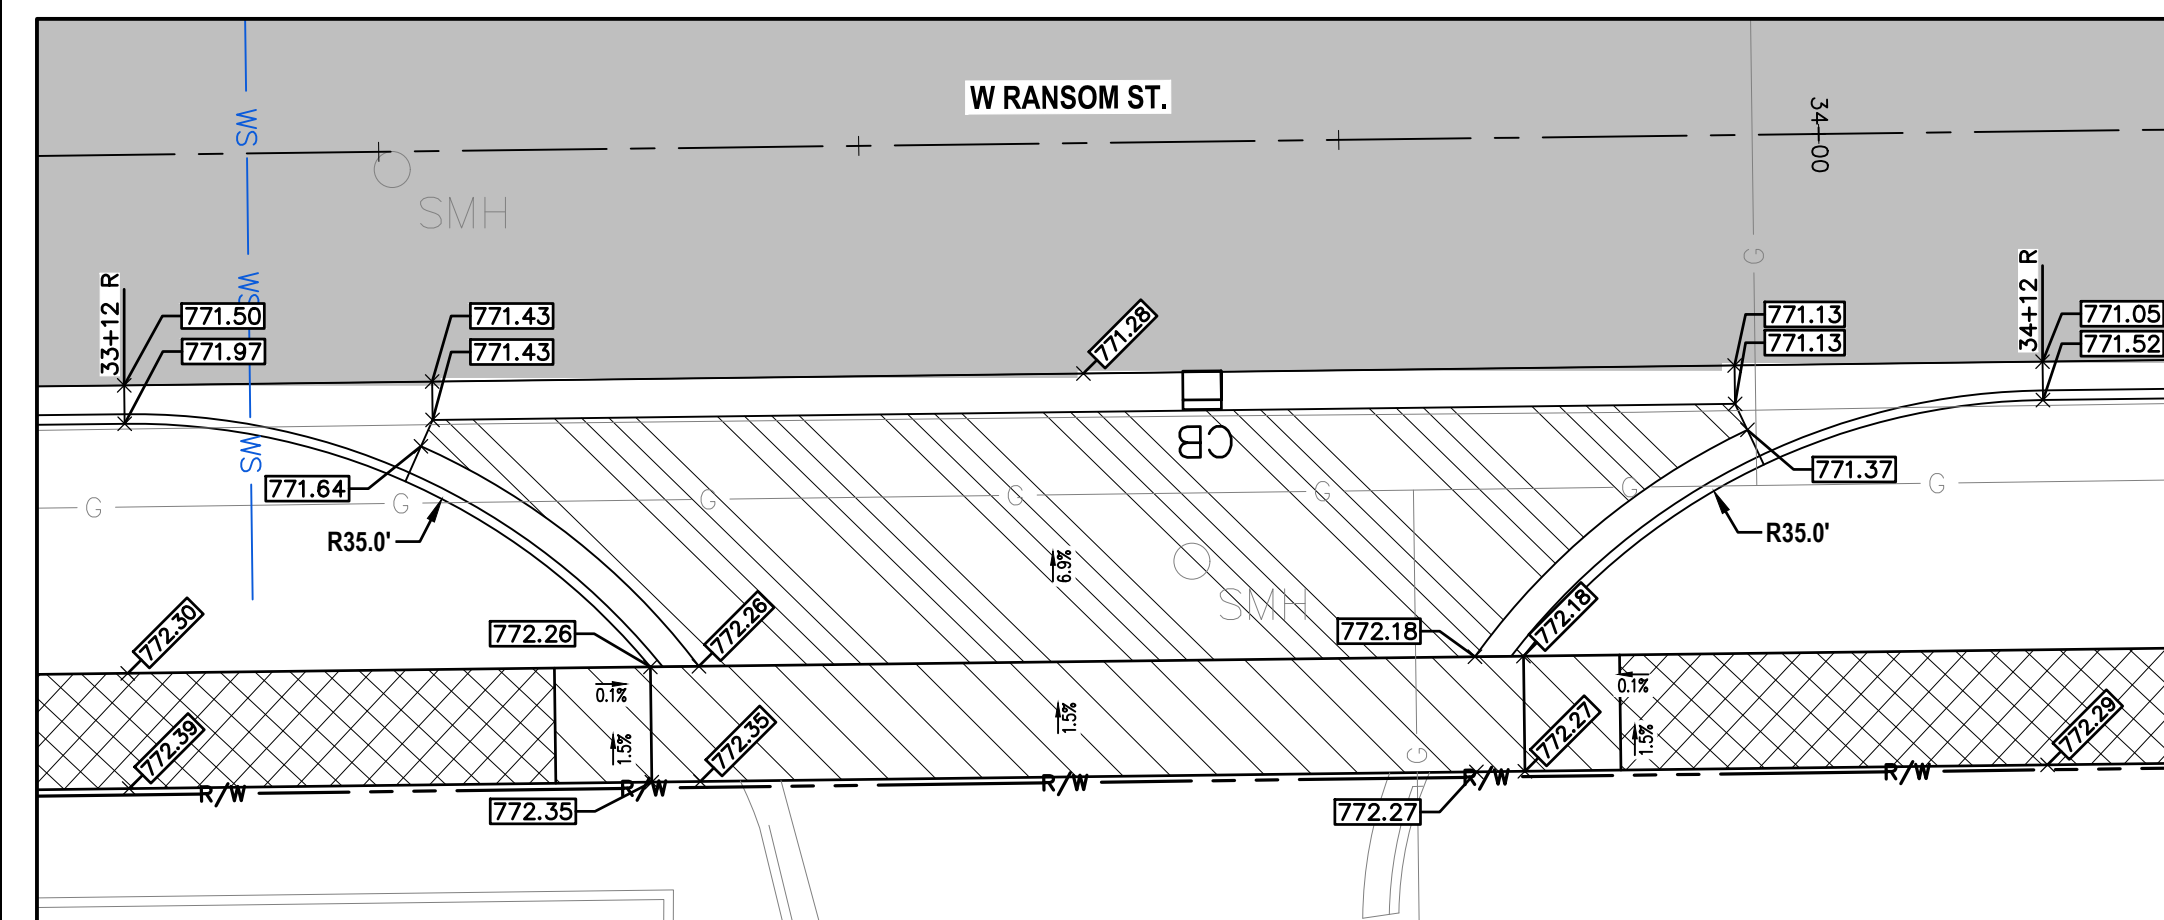 W RANSOM ST.
34+00
WS
SMH
G
WS
33+12 R
34+12 R
771.50
771.43
771.28
771.13
771.05
771.97
771.43
771.13
771.52
CB
WS
771.64
771.37
G
G
G
G
G
G
G
R35.0'
R35.0'
6.9%
SMH
772.30
772.26
772.26
772.18
772.18
0.1%
0.1%
772.39
1.5%
772.35
1.5%
772.27
1.5%
772.29
G
R/W
R/W
R/W
R/W
R/W
772.35
772.27